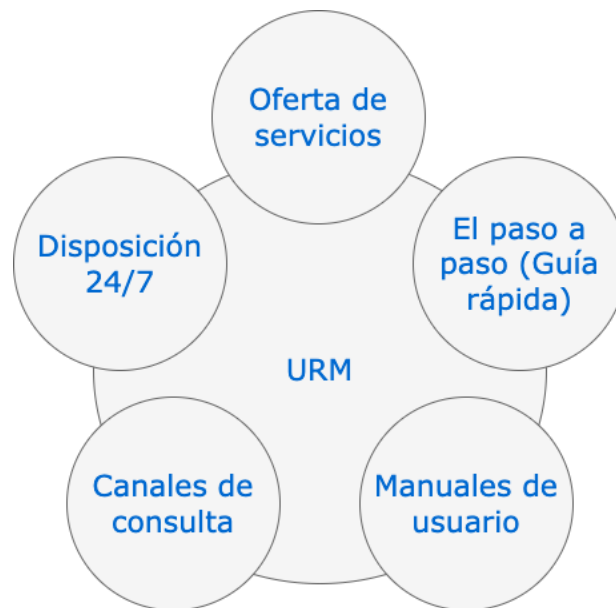 Oferta de
servicios
El paso a
paso (Guía
rápida)
Disposición
24/7
URM
Canales de
consulta
Manuales de
usuario